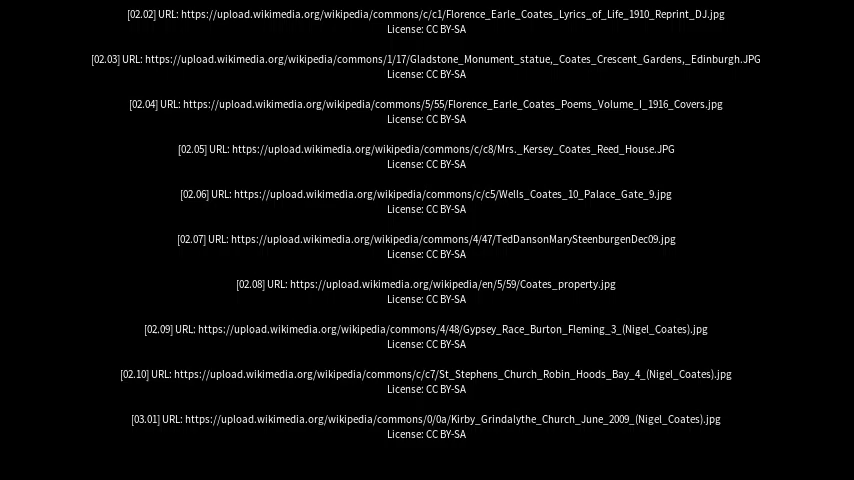 [02.02] URL: https://upload.wikimedia.org/wikipedia/commons/c/c1/Florence_Earle_Coates_Lyrics_of_Life_1910_Reprint_DJ.jpg
License: CC BY-SA
[02.03] URL: https://upload.wikimedia.org/wikipedia/commons/1/17/Gladstone_Monument_statue,_Coates_Crescent_Gardens,_Edinburgh.JPG
License: CC BY-SA
[02.04] URL: https://upload.wikimedia.org/wikipedia/commons/5/55/Florence_Earle_Coates_Poems_Volume_I_1916_Covers.jpg
License: CC BY-SA
[02.05] URL: https://upload.wikimedia.org/wikipedia/commons/c/c8/Mrs._Kersey_Coates_Reed_House.JPG
License: CC BY-SA
[02.06] URL: https://upload.wikimedia.org/wikipedia/commons/c/c5/Wells_Coates_10_Palace_Gate_9.jpg
License: CC BY-SA
[02.07] URL: https://upload.wikimedia.org/wikipedia/commons/4/47/TedDansonMarySteenburgenDec09.jpg
License: CC BY-SA
[02.08] URL: https://upload.wikimedia.org/wikipedia/en/5/59/Coates_property.jpg
License: CC BY-SA
[02.09] URL: https://upload.wikimedia.org/wikipedia/commons/4/48/Gypsey_Race_Burton_Fleming_3_(Nigel_Coates).jpg
License: CC BY-SA
[02.10] URL: https://upload.wikimedia.org/wikipedia/commons/c/c7/St_Stephens_Church_Robin_Hoods_Bay_4_(Nigel_Coates).jpg
License: CC BY-SA
[03.01] URL: https://upload.wikimedia.org/wikipedia/commons/0/0a/Kirby_Grindalythe_Church_June_2009_(Nigel_Coates).jpg
License: CC BY-SA